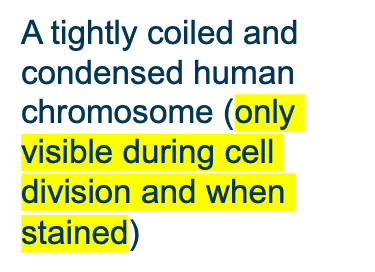 A tightly coiled and
condensed human
chromosome (only
visible during cell
division and when
stained)